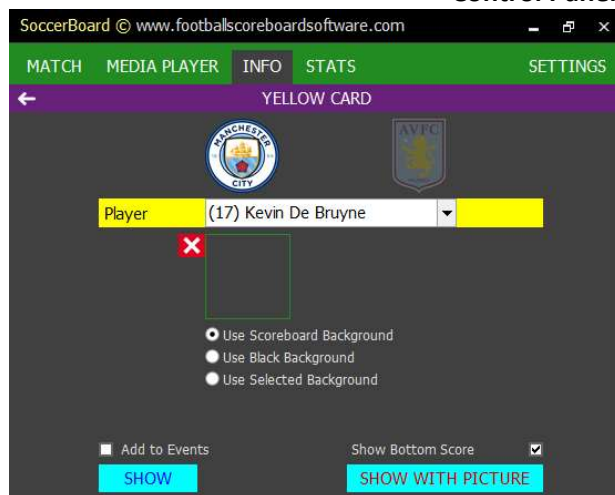 SoccerBoard © www.footballscoreboardsoftware.com
MATCH MEDIA PLAYER INFO STATS SETTINGS
YELLOW CARD
MANCHESTER
CITY
AVFC
Player (17) Kevin De Bruyne
Use Scoreboard Background
Use Black Background
Use Selected Background
Add to Events Show Bottom Score
SHOW SHOW WITH PICTURE